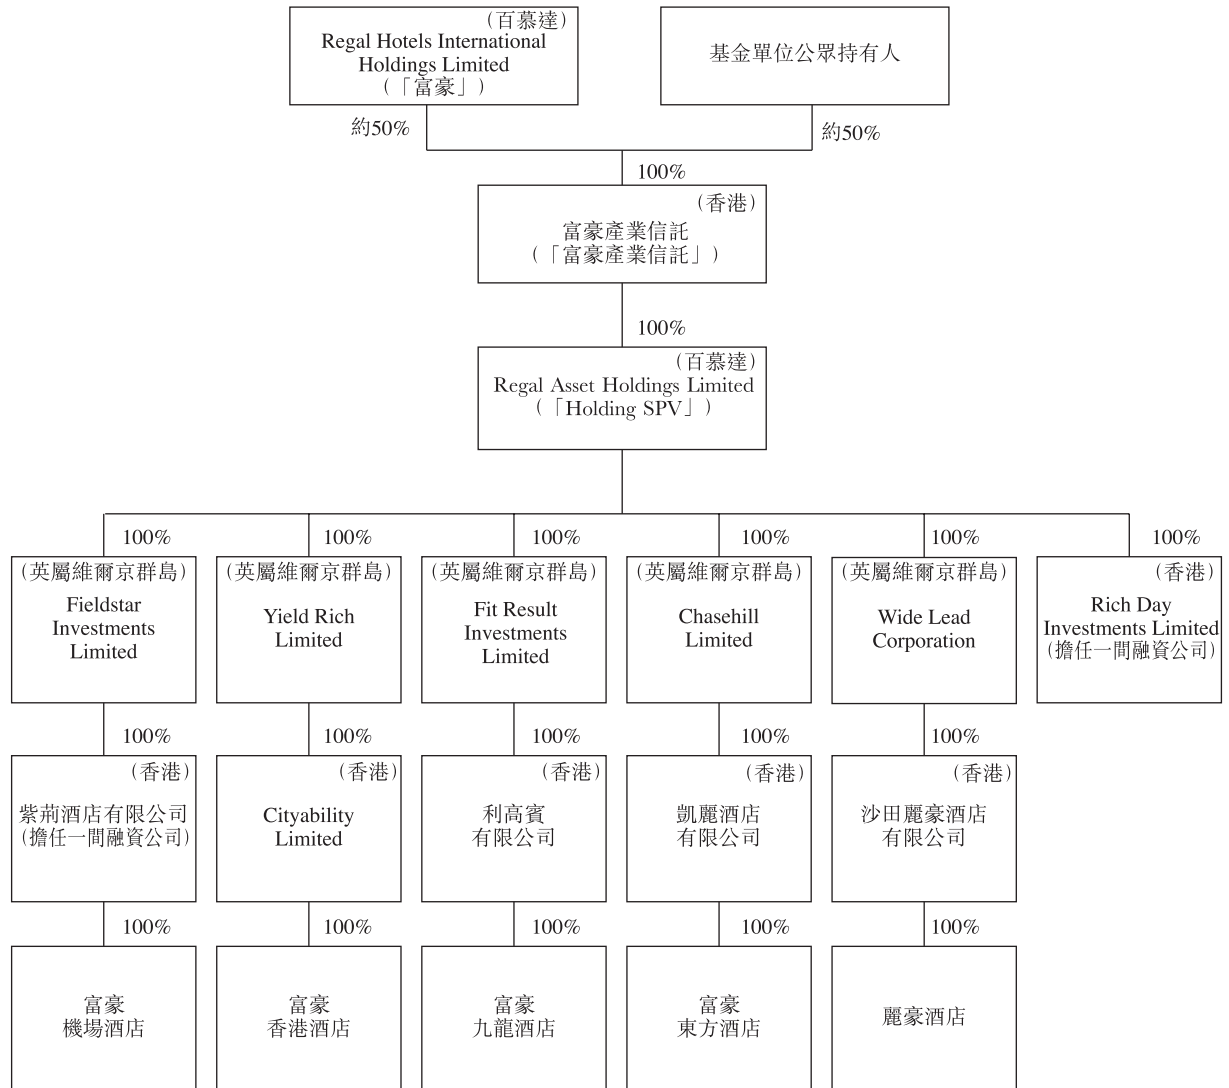 (百慕達)
Regal Hotels International
Holdings Limited
(「富豪」)
基金單位公眾持有人
約50%
約50%
100%
(香港)
富豪產業信託
(「富豪產業信託」)
100%
(百慕達)
Regal Asset Holdings Limited
(「Holding SPV」)
100%
100%
100%
100%
100%
100%
(英屬維爾京群島)
Fieldstar
Investments
Limited
(英屬維爾京群島)
Yield Rich
Limited
(英屬維爾京群島)
Fit Result
Investments
Limited
(英屬維爾京群島)
Chasehill
Limited
(英屬維爾京群島)
Wide Lead
Corporation
(香港)
Rich Day
Investments Limited
(擔任一間融資公司)
100%
100%
100%
100%
100%
(香港)
紫荊酒店有限公司
(擔任一間融資公司)
(香港)
Cityability
Limited
(香港)
利高賓
有限公司
(香港)
凱麗酒店
有限公司
(香港)
沙田麗豪酒店
有限公司
100%
100%
100%
100%
100%
富豪
機場酒店
富豪
香港酒店
富豪
九龍酒店
富豪
東方酒店
麗豪酒店